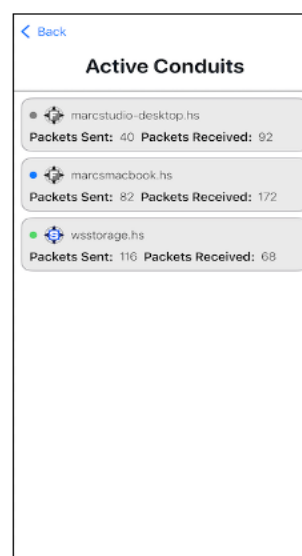 Back
Active Conduits
marcstudio-desktop.hs
Packets Sent: 40 Packets Received: 92
marcsmacbook.hs
Packets Sent: 82 Packets Received: 172
wsstorage.hs
Packets Sent: 116 Packets Received: 68